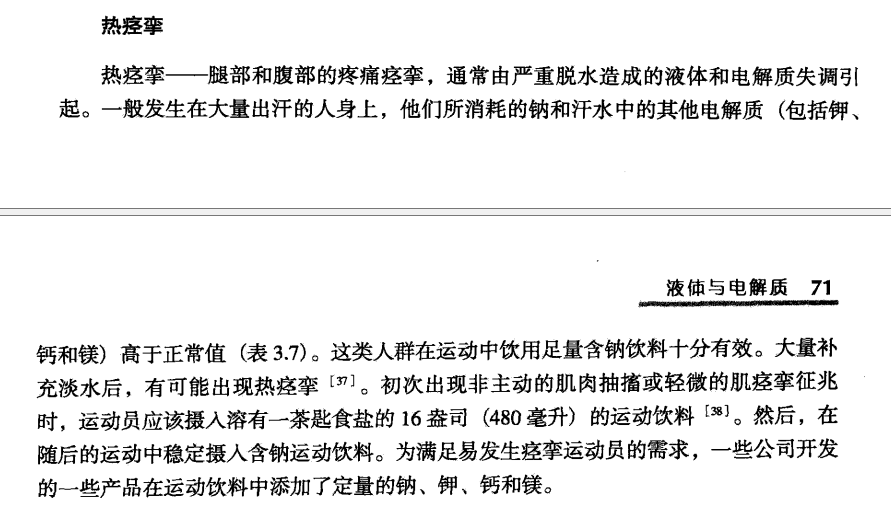 热痉挛
热痉挛——腿部和腹部的疼痛痉挛，通常由严重脱水造成的液体和电解质失调引
起。一般发生在大量出汗的人身上，他们所消耗的钠和汗水中的其他电解质（包括钾、
液体与电解质 71
钙和镁）高于正常值（表 3.7）。这类人群在运动中饮用足量含钠饮料十分有效。大量补
充淡水后，有可能出现热痉挛［37］。初次出现非主动的肌肉抽搐或轻微的肌痉挛征兆
时，运动员应该摄入溶有一茶匙食盐的 16 盎司（480 毫升）的运动饮料［38］。然后，在
随后的运动中稳定摄入含钠运动饮料。为满足易发生痉挛运动员的需求，一些公司开发
的一些产品在运动饮料中添加了定量的钠、钾、钙和镁。